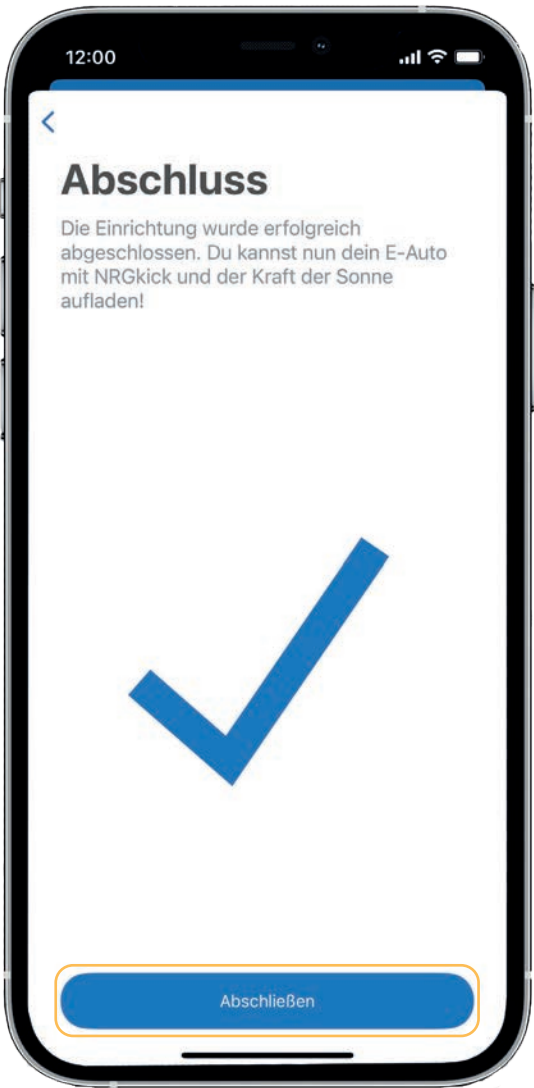 12:00
Abschluss
Die Einrichtung wurde erfolgreich
abgeschlossen. Du kannst nun dein E-Auto
mit NRGkick und der Kraft der Sonne
aufladen!
Abschließen